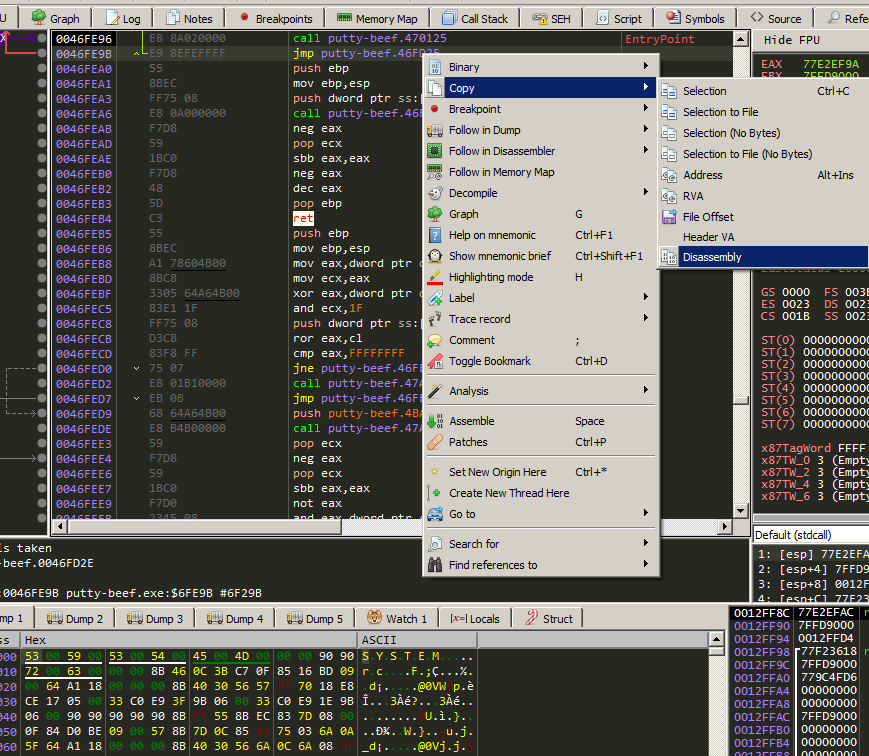 U Graph Log Notes Breakpoints Memory Map Call Stack SEH Script Symbols Source Refe
0046FE96 E8 8A020000 call putty-beef.470125 EntryPoint
0046FE9B E9 8EFEFFFF jmp putty-beef.46FD2E
0046FEA0 55 push ebp
0046FEA1 8BEC mov ebp,esp
0046FEA3 FF75 08 push dword ptr ss:[
0046FEA6 E8 0A000000 call putty-beef.46F
0046FEAB F7D8 neg eax
0046FEAD 59 pop ecx
0046FEAE 1BC0 sbb eax,eax
0046FEB0 F7D8 neg eax
0046FEB2 48 dec eax
0046FEB3 5D pop ebp
0046FEB4 C3 ret
0046FEB5 55 push ebp
0046FEB6 8BEC mov ebp,esp
0046FEB8 A1 78604B00 mov eax,dword ptr
0046FEBD 8BC8 mov ecx,eax
0046FEBF 3305 64A64B00 xor eax,dword ptr
0046FEC5 83E1 1F and ecx,1F
0046FEC8 FF75 08 push dword ptr ss:[
0046FECB D3C8 ror eax,cl
0046FECD 83F8 FF cmp eax,FFFFFFFF
0046FED0 75 07 jne putty-beef.46FE
0046FED2 E8 01B10000 call putty-beef.47A
0046FED7 EB 0B jmp putty-beef.46FE
0046FED9 68 64A64B00 push putty-beef.4BA
0046FEDE E8 B4B00000 call putty-beef.47A
0046FEE3 59 pop ecx
0046FEE4 F7D8 neg eax
0046FEE6 59 pop ecx
0046FEE7 1BC0 sbb eax,eax
0046FEE9 F7D0 not eax
2345 08 and eax,dword ptr
Binary
Copy
Breakpoint
Follow in Dump
Follow in Disassembler
Follow in Memory Map
Decompile
Graph G
Help on mnemonic Ctrl+F1
Show mnemonic brief Ctrl+Shift+F1
Highlighting mode H
Label
Trace record
Comment ;
Toggle Bookmark Ctrl+D
Analysis
Assemble Space
Patches Ctrl+P
Set New Origin Here Ctrl+*
Create New Thread Here
Go to
Search for
Find references to
Selection Ctrl+C
Selection to File
Selection (No Bytes)
Selection to File (No Bytes)
Address Alt+Ins
RVA
File Offset
Header VA
Disassembly
Hide FPU
EAX 77E2EF9A
EBX 7FFD9000
GS 0000 FS 003B
ES 0023 DS 0023
CS 001B SS 0023
ST(0) 0000000000
ST(1) 0000000000
ST(2) 0000000000
ST(3) 0000000000
ST(4) 0000000000
ST(5) 0000000000
ST(6) 0000000000
ST(7) 0000000000
x87TagWord FFFF
x87TW_0 3 (Empty
x87TW_2 3 (Empty
x87TW_4 3 (Empty
x87TW_6 3 (Empty
Default (stdcall)
1: [esp] 77E2EFA
2: [esp+4] 7FFD9
3: [esp+8] 0012F
4: [esp+C] 77F23
is taken
-beef.0046FD2E
:0046FE9B putty-beef.exe:$6FE9B #6F29B
mp 1 Dump 2 Dump 3 Dump 4 Dump 5 Watch 1 [x=] Locals Struct
ss Hex ASCII
000 53 00 59 00 53 00 54 00 45 00 4D 00 00 00 90 90 S.Y.S.T.E.M.....
010 72 00 63 00 00 00 8B 46 0C 3B C7 0F 85 16 BD 09 r.c....F.;Ç...½.
020 00 64 A1 18 00 00 00 8B 40 30 56 57 FF 70 18 E8 .d¡.....@0VWÿp.è
030 CE 17 05 00 33 C0 E9 3F 9B 06 00 33 C0 E9 1E 9B Î...3Àé?...3Àé..
040 06 00 90 90 90 90 90 8B FF 55 8B EC 83 7D 08 00 ........ÿU.ì.}..
050 0F 84 D0 BE 09 00 57 8B 7D 0C 85 FF 75 03 6A 0A ..Ð¾..W.}..ÿu.j.
060 5F 64 A1 18 00 00 00 8B 40 30 56 6A 0C 6A 08 FF _d¡.....@0Vj.j.ÿ
0012FF8C 77E2EFAC
0012FF90 7FFD9000
0012FF94 0012FFD4
0012FF98 77F23618
0012FF9C 7FFD9000
0012FFA0 779C4FD6
0012FFA4 00000000
0012FFA8 00000000
0012FFAC 7FFD9000
0012FFB0 00000000
0012FFB4 00000000